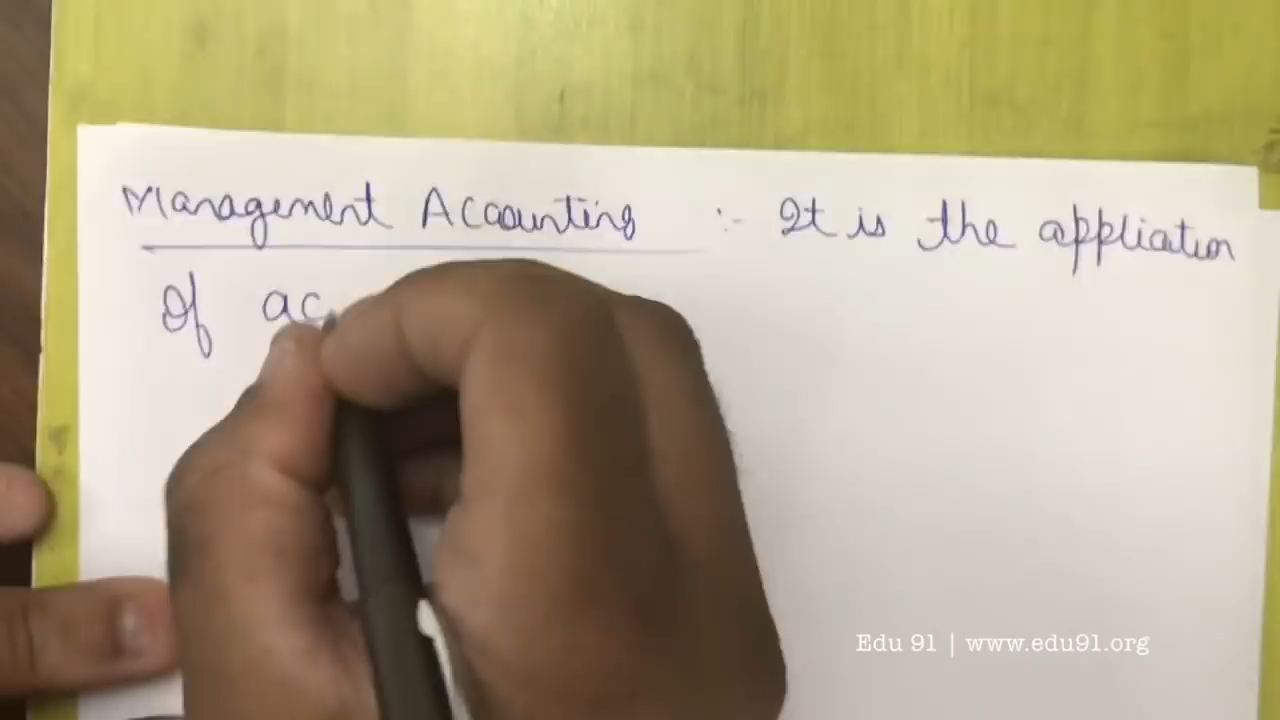 Management Accounting :- It is the appliation
of ac
Edu 91 | www.edu91.org